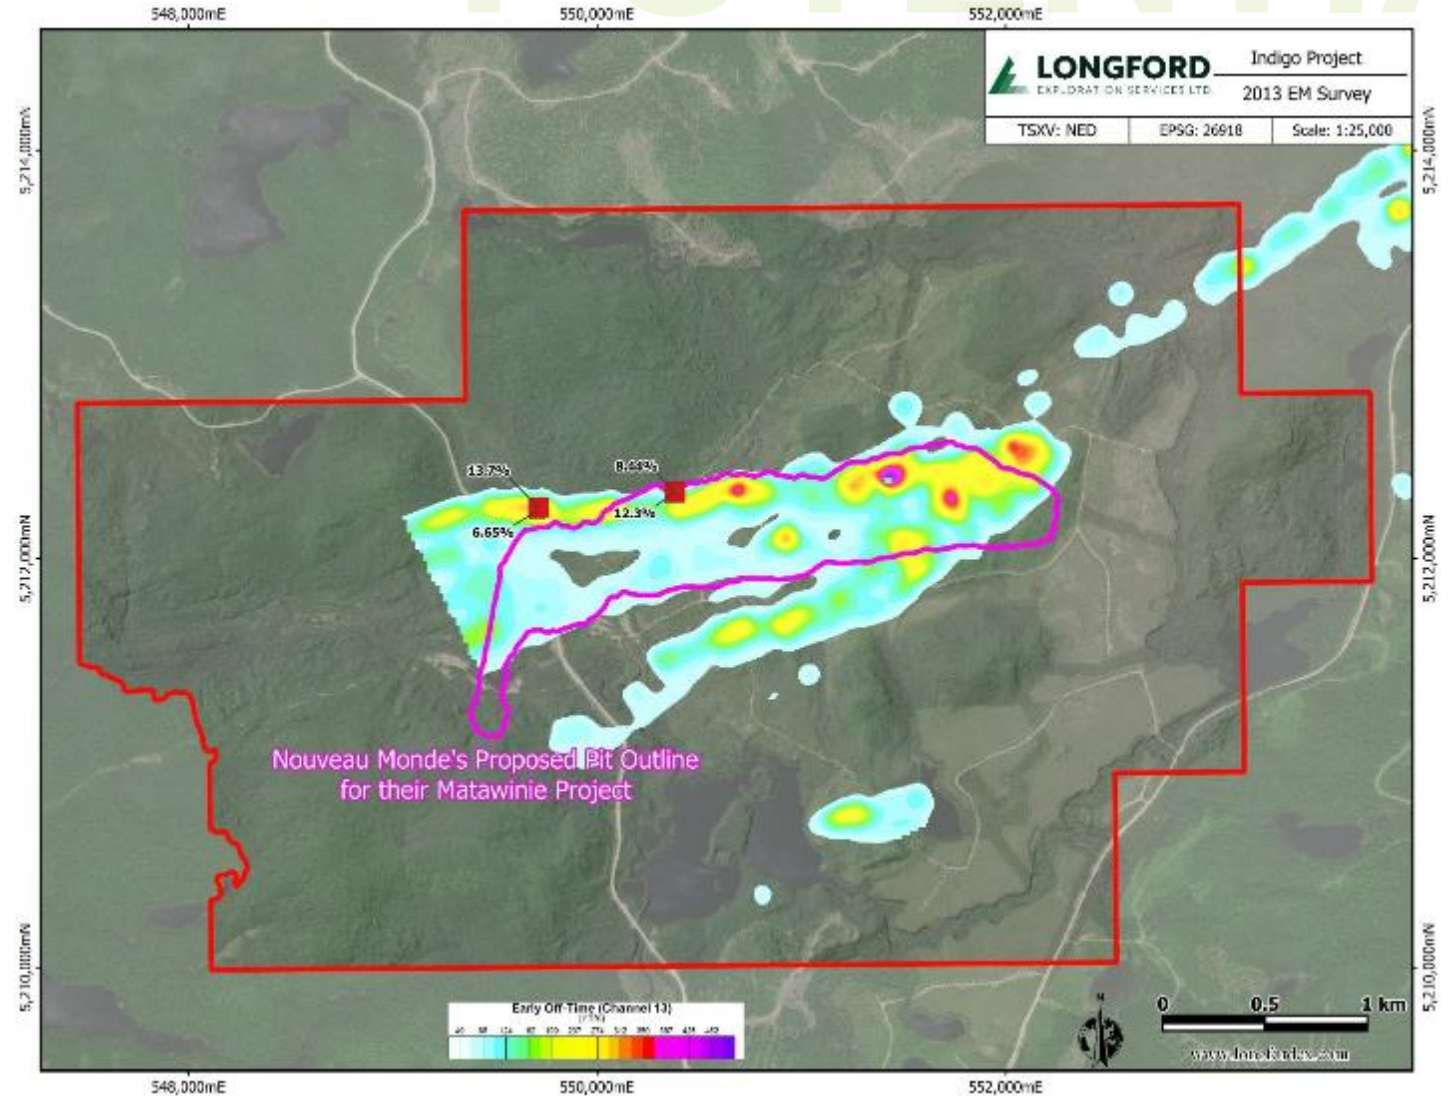 548,000mE
550,000mE
552,000mE
LONGFORD
EXPLORATION SERVICES LTD.
Indigo Project
2013 EM Survey
TSXV: NED
EPSG: 26918
Scale: 1:25,000
5,214,000mN
5,214,000mN
13.7%
8.44%
6.65%
12.3%
5,212,000mN
5,212,000mN
Nouveau Monde's Proposed Pit Outline
for their Matawinie Project
5,210,000mN
5,210,000mN
Early Off-Time (Channel 13)
N
0 0.5 1 km
548,000mE
550,000mE
552,000mE